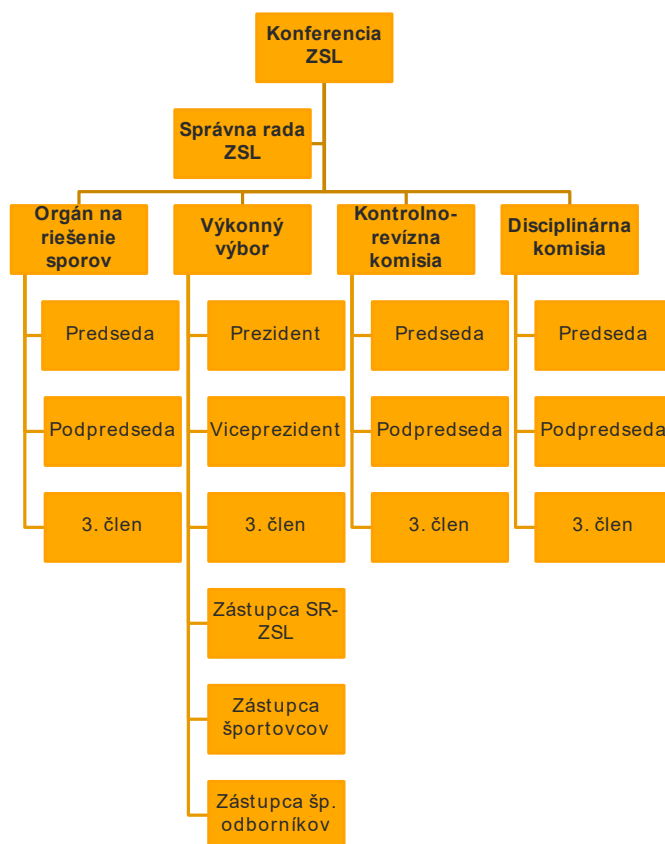 Konferencia
ZSL
Správna rada
ZSL
Orgán na
riešenie
sporov
Výkonný
výbor
Kontrolno-
revízna
komisia
Disciplinárna
komisia
Predseda
Prezident
Predseda
Predseda
Podpredseda
Viceprezident
Podpredseda
Podpredseda
3. člen
3. člen
3. člen
3. člen
Zástupca SR-
ZSL
Zástupca
športovcov
Zástupca šp.
odborníkov